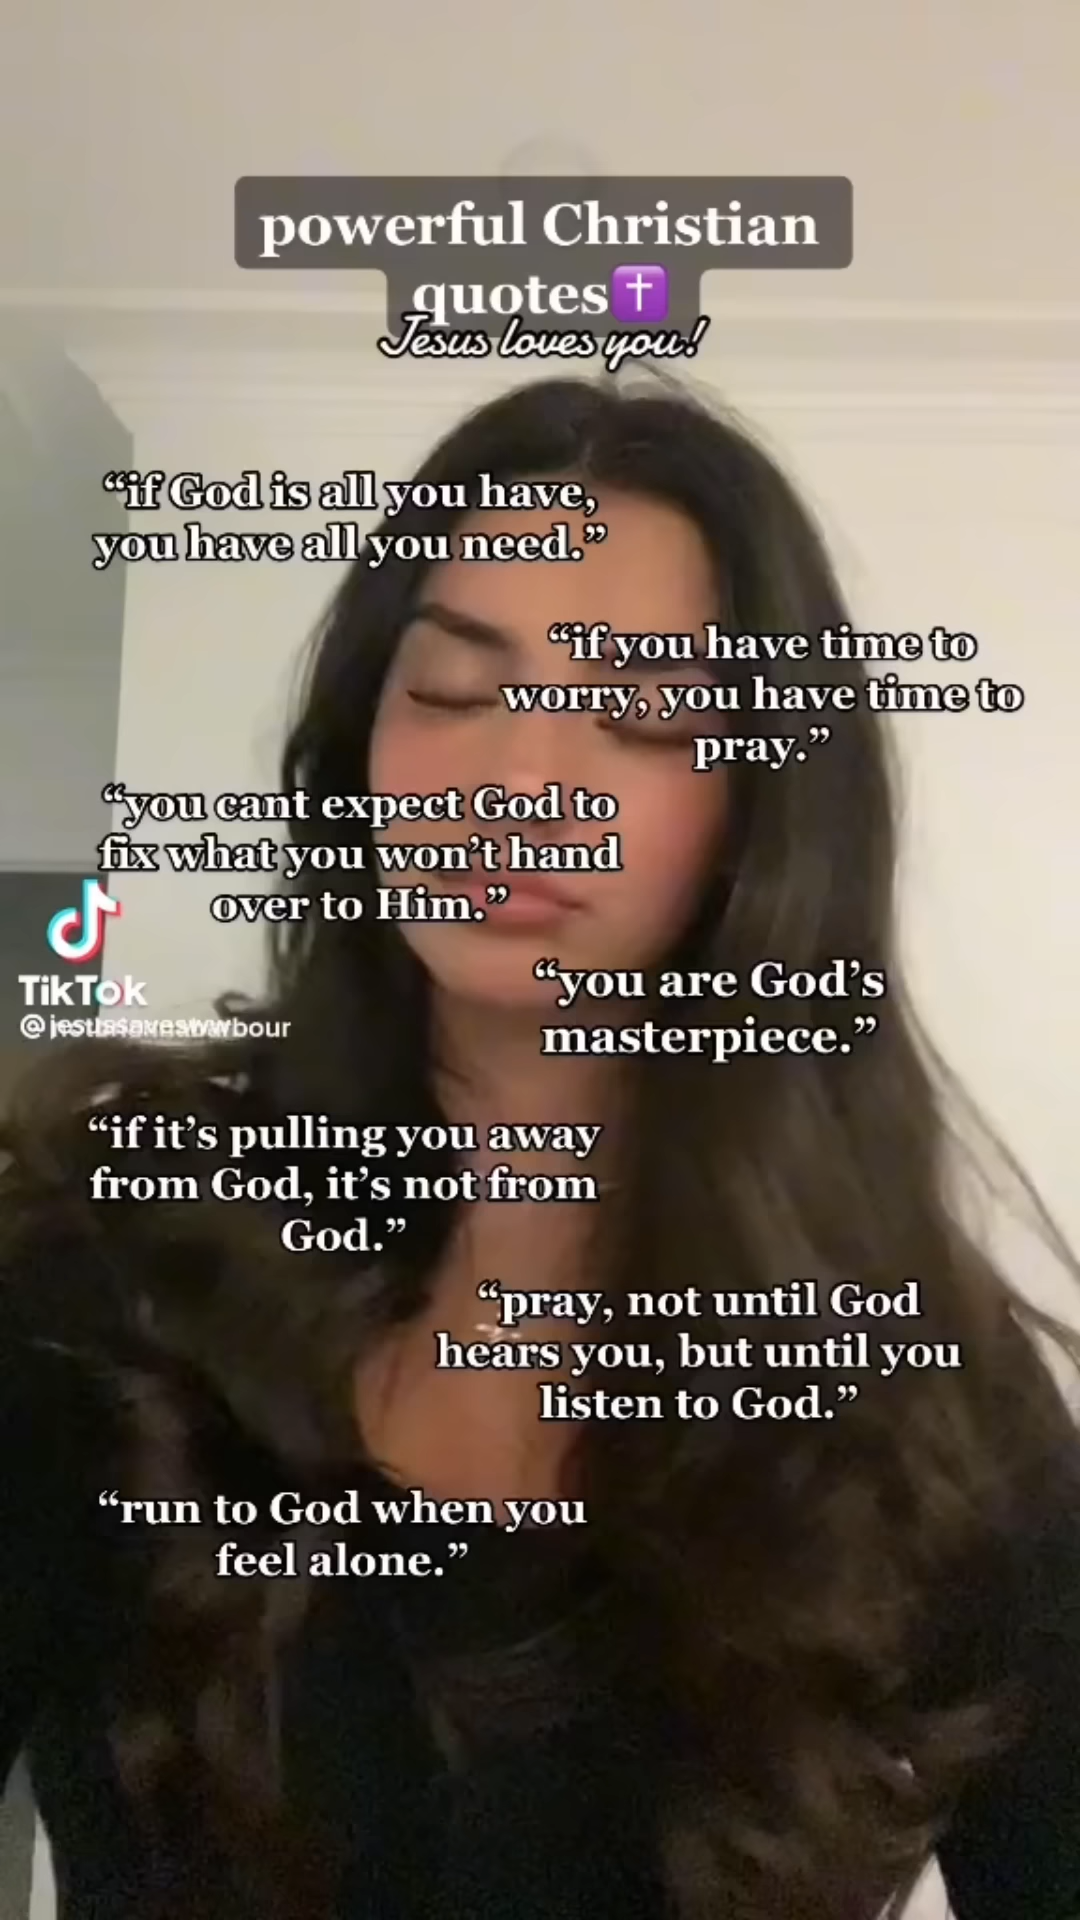 powerful Christian
quotes✝️
Jesus loves you!
“if God is all you have,
you have all you need.”
“if you have time to
worry, you have time to
pray.”
“you cant expect God to
fix what you won’t hand
over to Him.”
“you are God’s
masterpiece.”
“if it’s pulling you away
from God, it’s not from
God.”
“pray, not until God
hears you, but until you
listen to God.”
“run to God when you
feel alone.”
TikTok